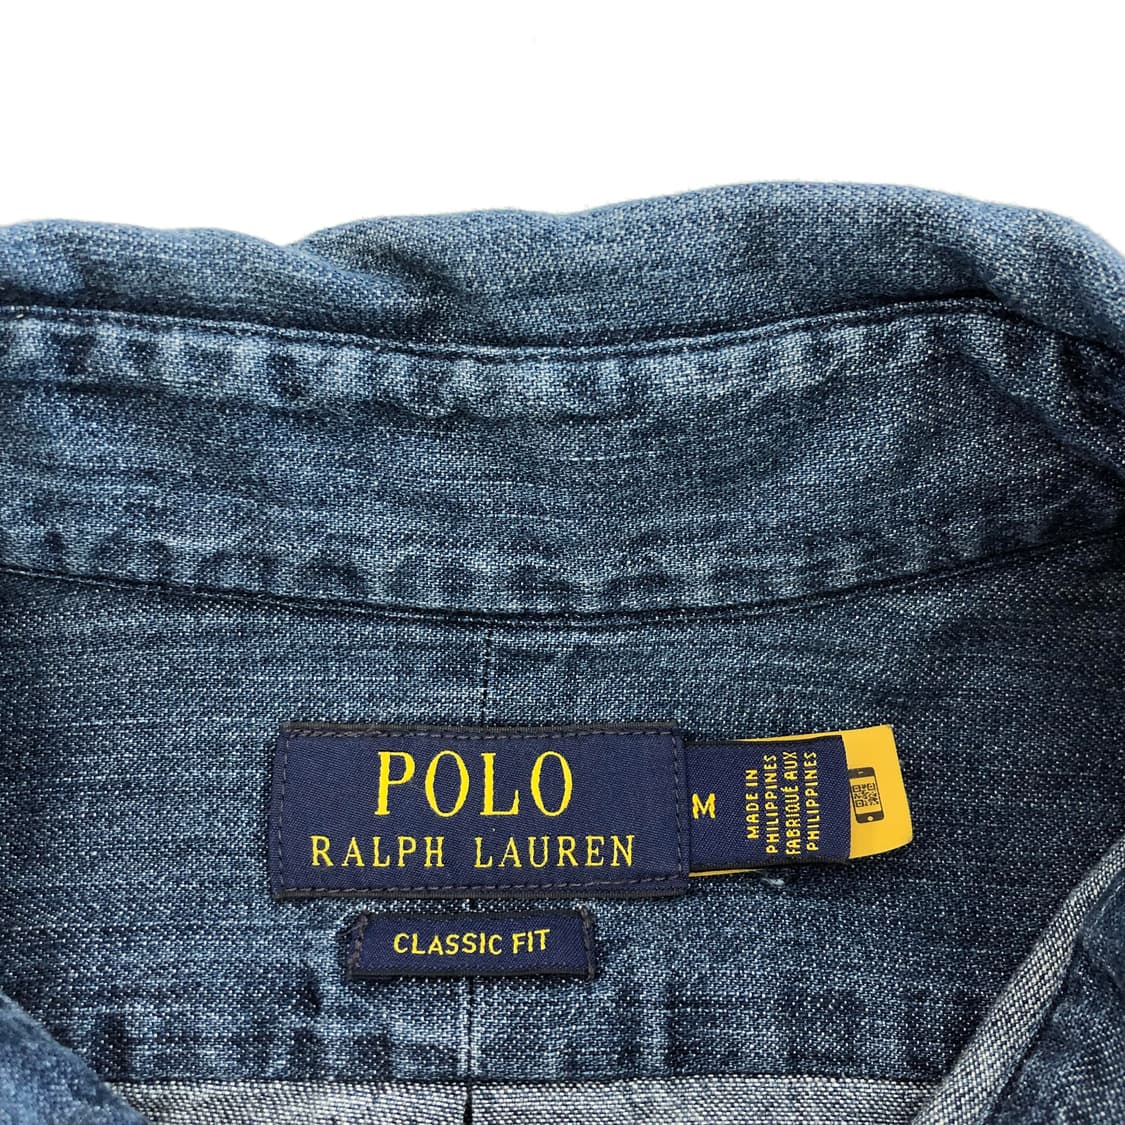 POLO
RALPH LAUREN
M
MADE IN
PHILIPPINES
FABRIQUÉ AUX
PHILIPPINES
CLASSIC FIT